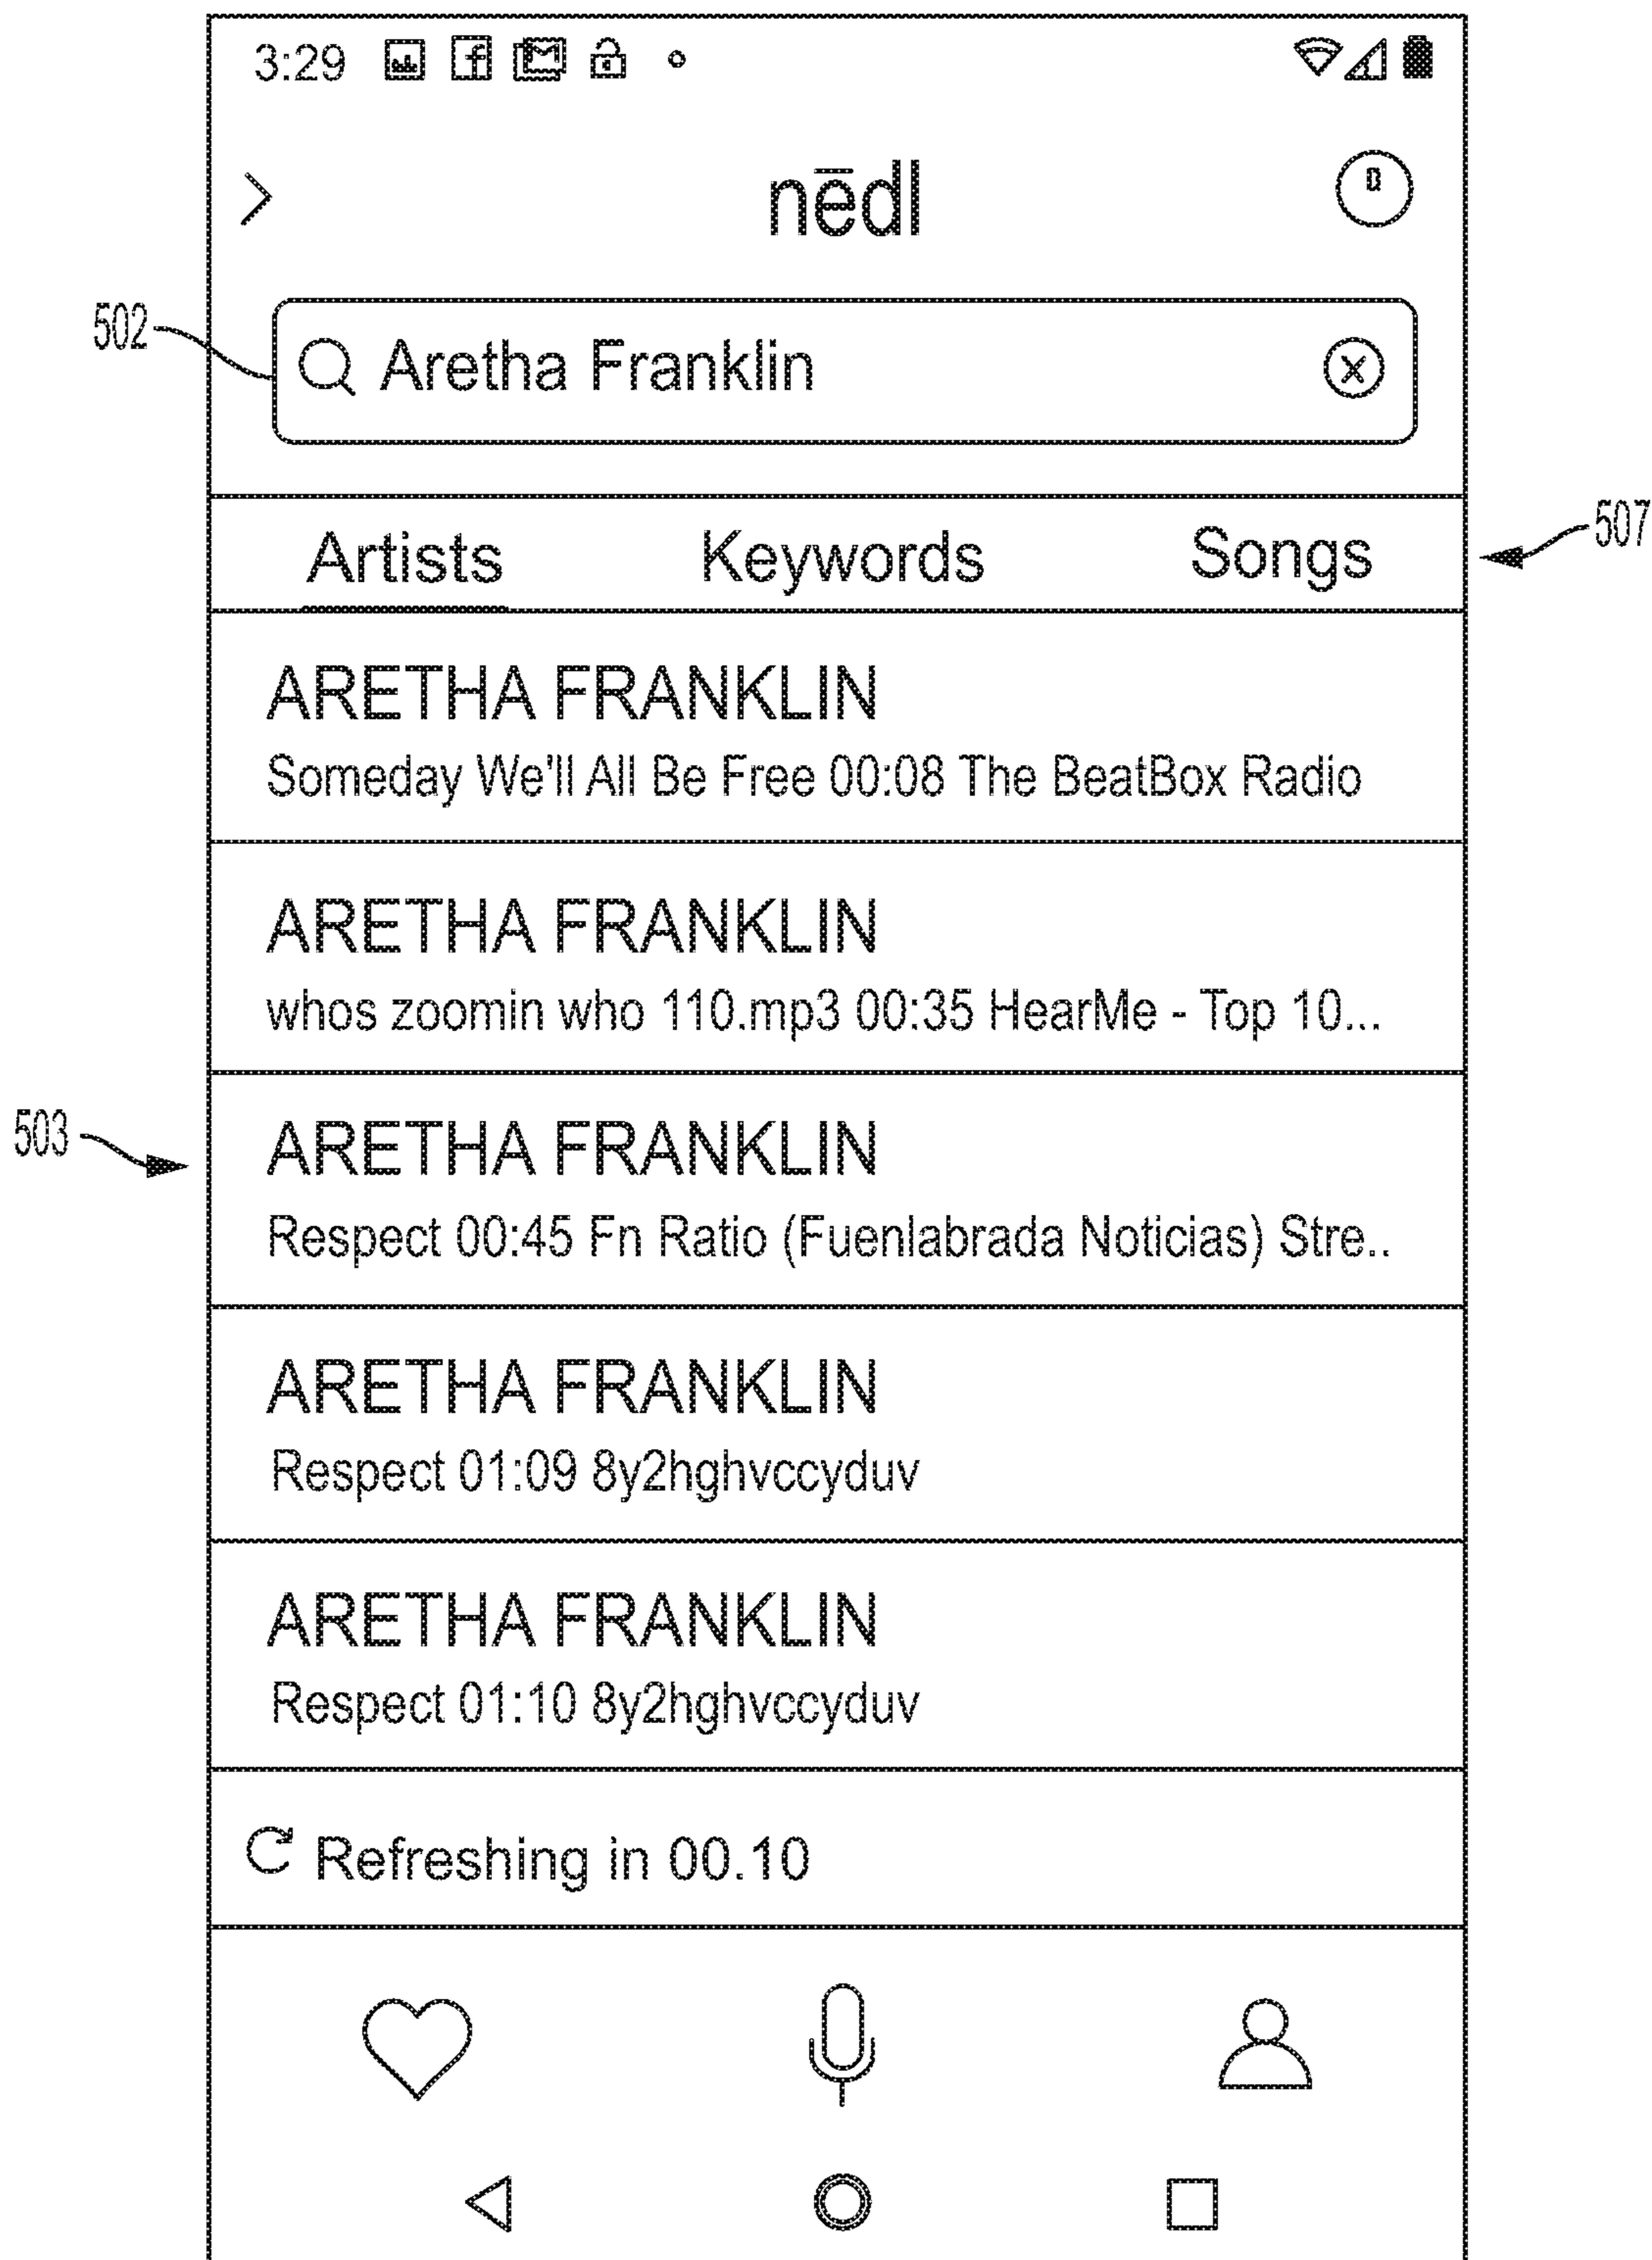 3:29
nēdl
502
Aretha Franklin
Artists Keywords Songs
507
ARETHA FRANKLIN
Someday We'll All Be Free 00:08 The BeatBox Radio
ARETHA FRANKLIN
whos zoomin who 110.mp3 00:35 HearMe - Top 10...
503
ARETHA FRANKLIN
Respect 00:45 Fn Ratio (Fuenlabrada Noticias) Stre..
ARETHA FRANKLIN
Respect 01:09 8y2hghvccyduv
ARETHA FRANKLIN
Respect 01:10 8y2hghvccyduv
Refreshing in 00.10